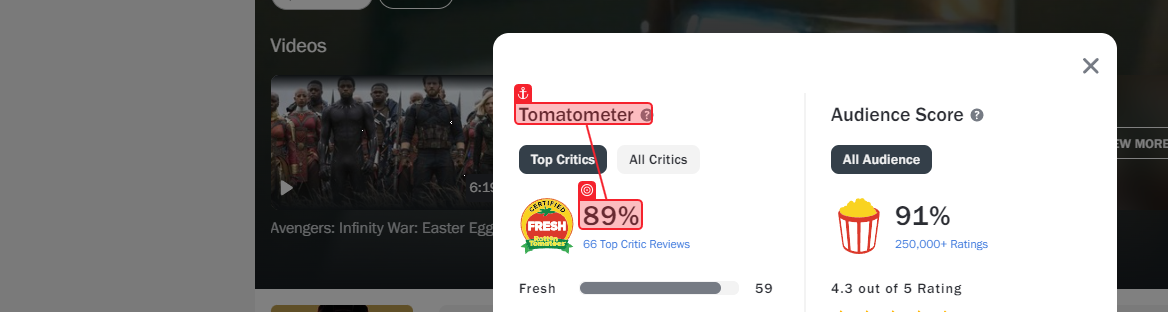 Videos
6:19
Avengers: Infinity War: Easter Egg
Tomatometer
Top Critics
All Critics
CERTIFIED
FRESH
Rotten
Tomatoes
89%
66 Top Critic Reviews
Fresh
59
Audience Score
All Audience
91%
250,000+ Ratings
4.3 out of 5 Rating
EW MORE